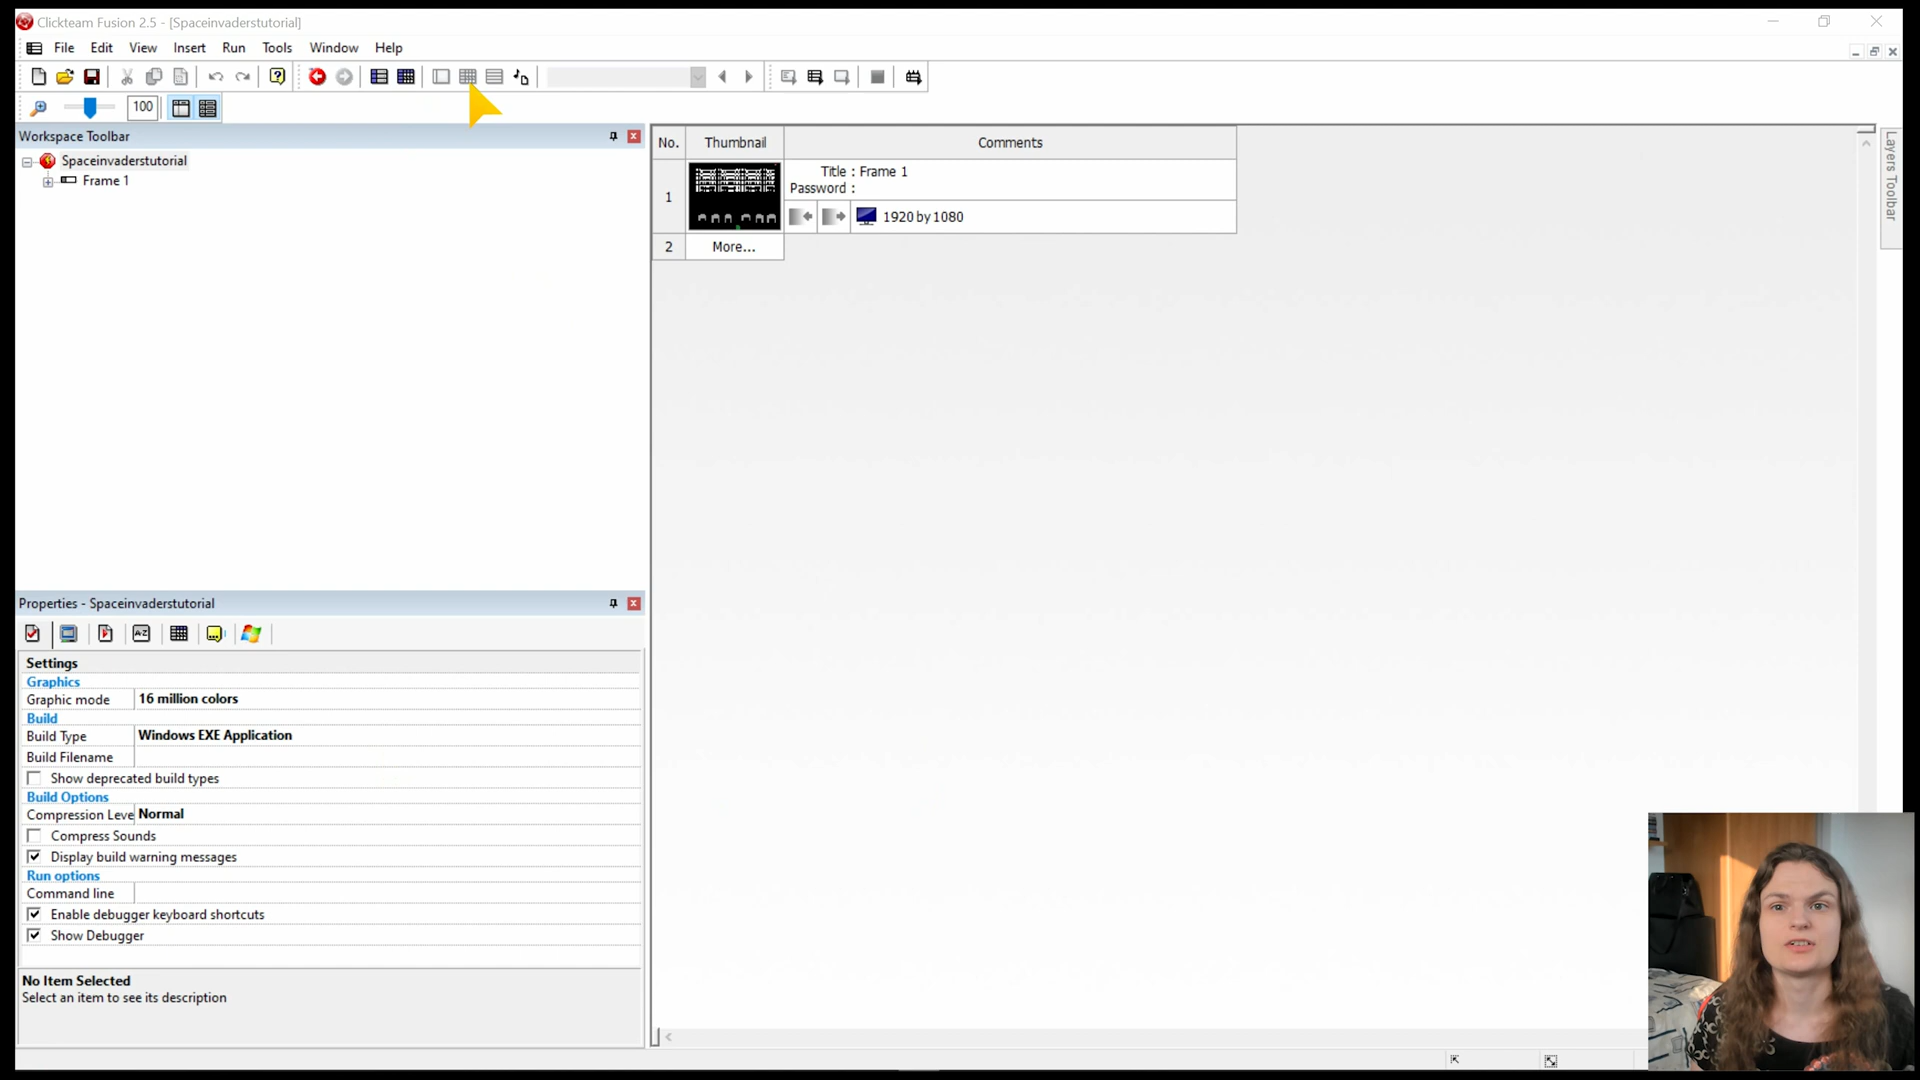 Clickteam Fusion 2.5 - [Spaceinvaderstutorial]
File Edit View Insert Run Tools Window Help
100
Workspace Toolbar
Spaceinvaderstutorial
Frame 1
No. Thumbnail Comments
1
Title : Frame 1
Password :
1920 by 1080
2 More...
Layers Toolbar
Properties - Spaceinvaderstutorial
Settings
Graphics
Graphic mode 16 million colors
Build
Build Type Windows EXE Application
Build Filename
Show deprecated build types
Build Options
Compression Leve Normal
Compress Sounds
Display build warning messages
Run options
Command line
Enable debugger keyboard shortcuts
Show Debugger
No Item Selected
Select an item to see its description